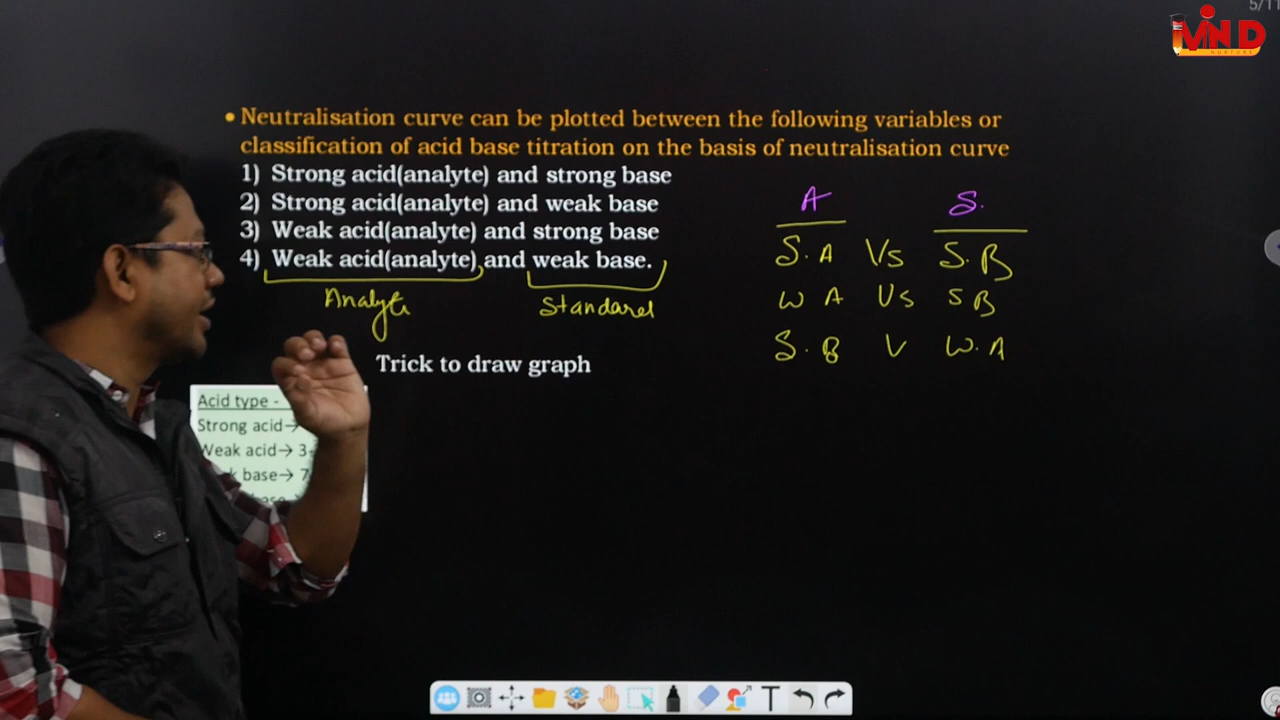 5/11
MIND
NURTURE
• Neutralisation curve can be plotted between the following variables or
classification of acid base titration on the basis of neutralisation curve
1) Strong acid(analyte) and strong base
2) Strong acid(analyte) and weak base
3) Weak acid(analyte) and strong base
4) Weak acid(analyte) and weak base.
Analyte Standard
Trick to draw graph
Acid type -
Strong acid→
Weak acid→ 3-
base→ 7
base
A S.
S. A Vs S. B
W A Vs S B
S. B V W. A
T